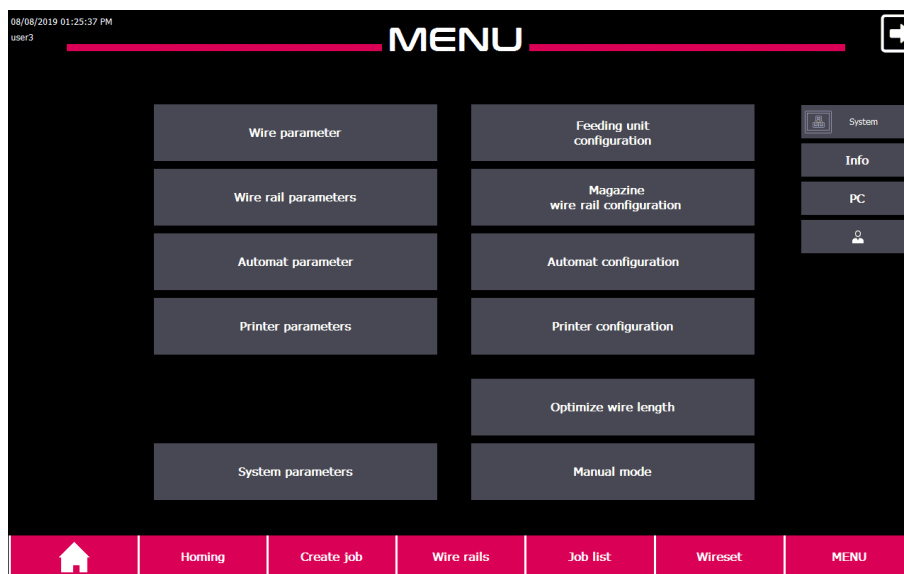 08/08/2019 01:25:37 PM
user3
MENU
Wire parameter
Feeding unit
configuration
System
Info
Wire rail parameters
Magazine
wire rail configuration
PC
Automat parameter
Automat configuration
Printer parameters
Printer configuration
Optimize wire length
System parameters
Manual mode
Homing
Create job
Wire rails
Job list
Wireset
MENU